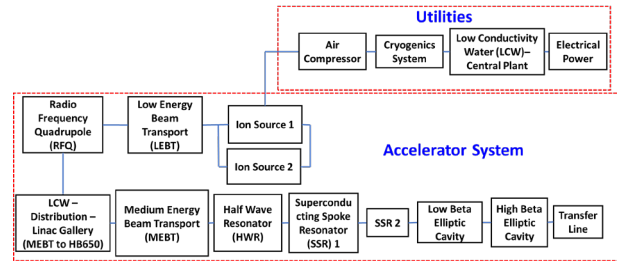 Utilities
Air
Compressor
Cryogenics
System
Low Conductivity
Water (LCW)–
Central Plant
Electrical
Power
Radio
Frequency
Quadrupole
(RFQ)
Low Energy
Beam
Transport
(LEBT)
Ion Source 1
Ion Source 2
Accelerator System
LCW –
Distribution –
Linac Gallery
(MEBT to HB650)
Medium Energy
Beam Transport
(MEBT)
Half Wave
Resonator
(HWR)
Supercondu
cting Spoke
Resonator
(SSR) 1
SSR 2
Low Beta
Elliptic
Cavity
High Beta
Elliptic
Cavity
Transfer
Line